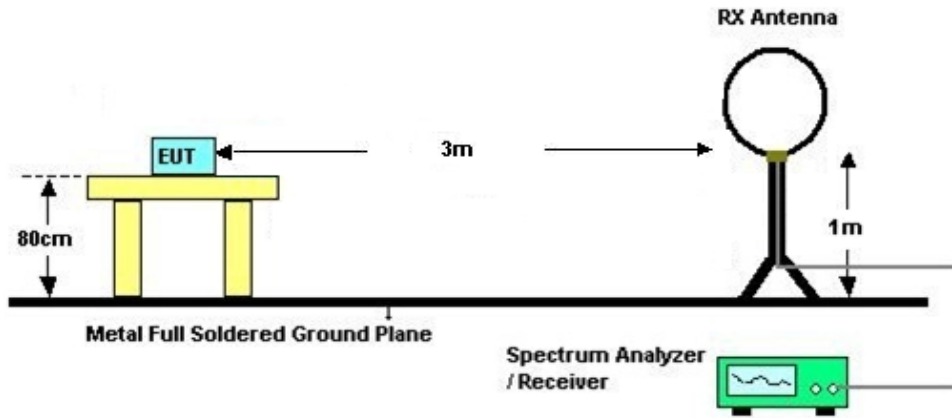 RX Antenna
EUT
3m
80cm
1m
Metal Full Soldered Ground Plane
Spectrum Analyzer
/ Receiver